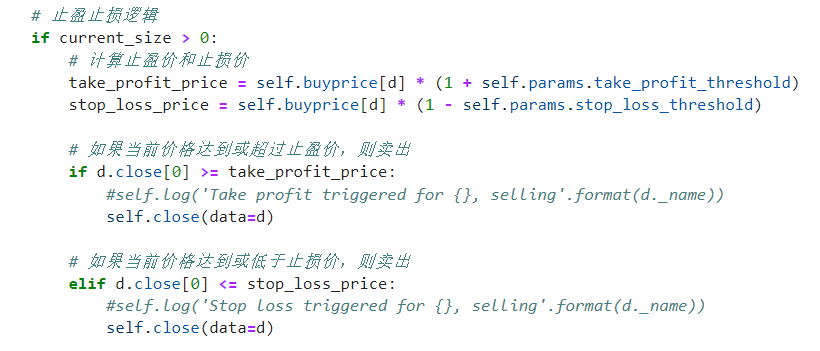 # 止盈止损逻辑
if current_size > 0:
# 计算止盈价和止损价
take_profit_price = self.buyprice[d] * (1 + self.params.take_profit_threshold)
stop_loss_price = self.buyprice[d] * (1 - self.params.stop_loss_threshold)
# 如果当前价格达到或超过止盈价，则卖出
if d.close[0] >= take_profit_price:
#self.log('Take profit triggered for {}, selling'.format(d._name))
self.close(data=d)
# 如果当前价格达到或低于止损价，则卖出
elif d.close[0] <= stop_loss_price:
#self.log('Stop loss triggered for {}, selling'.format(d._name))
self.close(data=d)